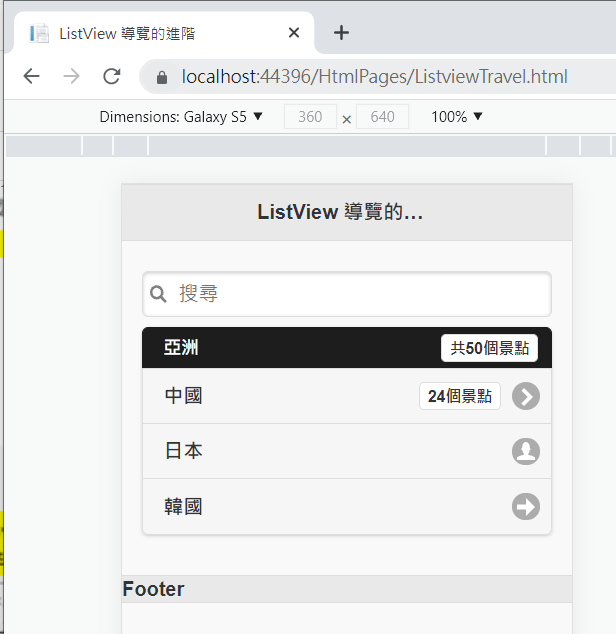 ListView 導覽的進階
localhost:44396/HtmlPages/ListviewTravel.html
Dimensions: Galaxy S5 ▼ 360 × 640 100% ▼
ListView 導覽的...
搜尋
亞洲 共50個景點
中國 24個景點
日本
韓國
Footer